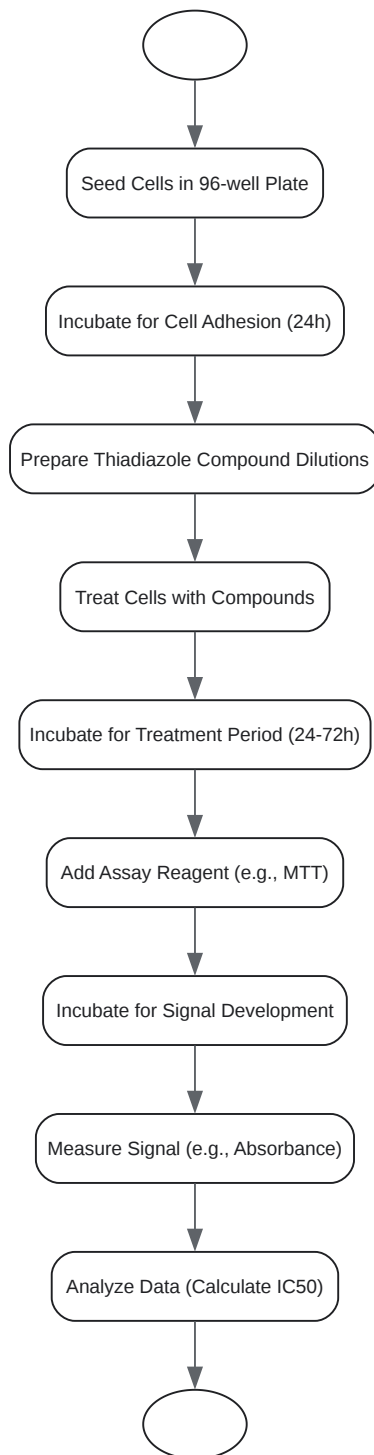 Seed Cells in 96-well Plate
Incubate for Cell Adhesion (24h)
Prepare Thiadiazole Compound Dilutions
Treat Cells with Compounds
Incubate for Treatment Period (24-72h)
Add Assay Reagent (e.g., MTT)
Incubate for Signal Development
Measure Signal (e.g., Absorbance)
Analyze Data (Calculate IC50)